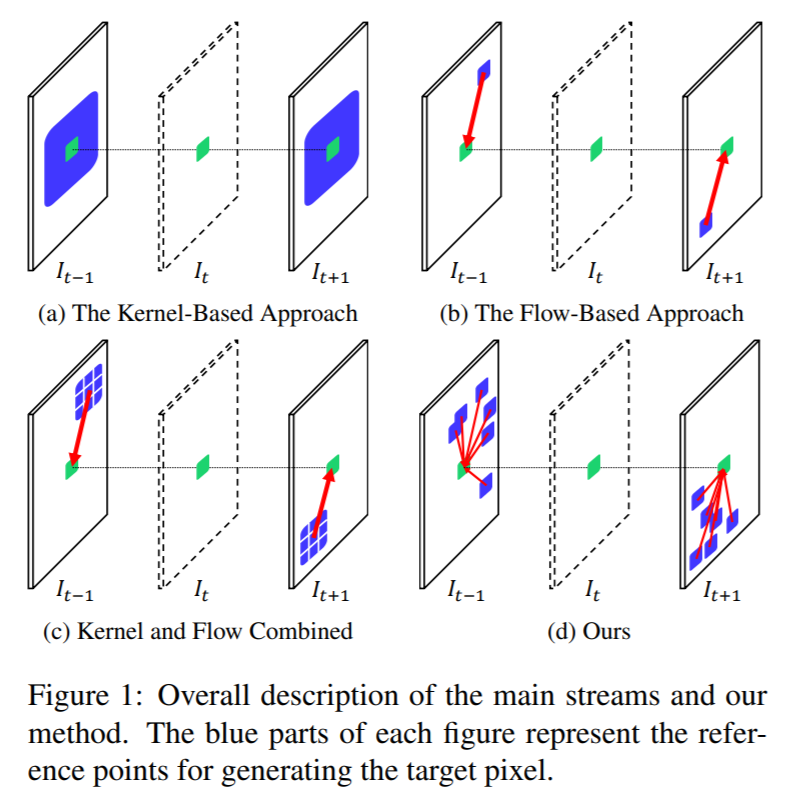 I_{t−1} I_t I_{t+1} I_{t−1} I_t I_{t+1}
(a) The Kernel-Based Approach (b) The Flow-Based Approach
I_{t−1} I_t I_{t+1} I_{t−1} I_t I_{t+1}
(c) Kernel and Flow Combined (d) Ours
Figure 1: Overall description of the main streams and our
method. The blue parts of each figure represent the refer-
ence points for generating the target pixel.